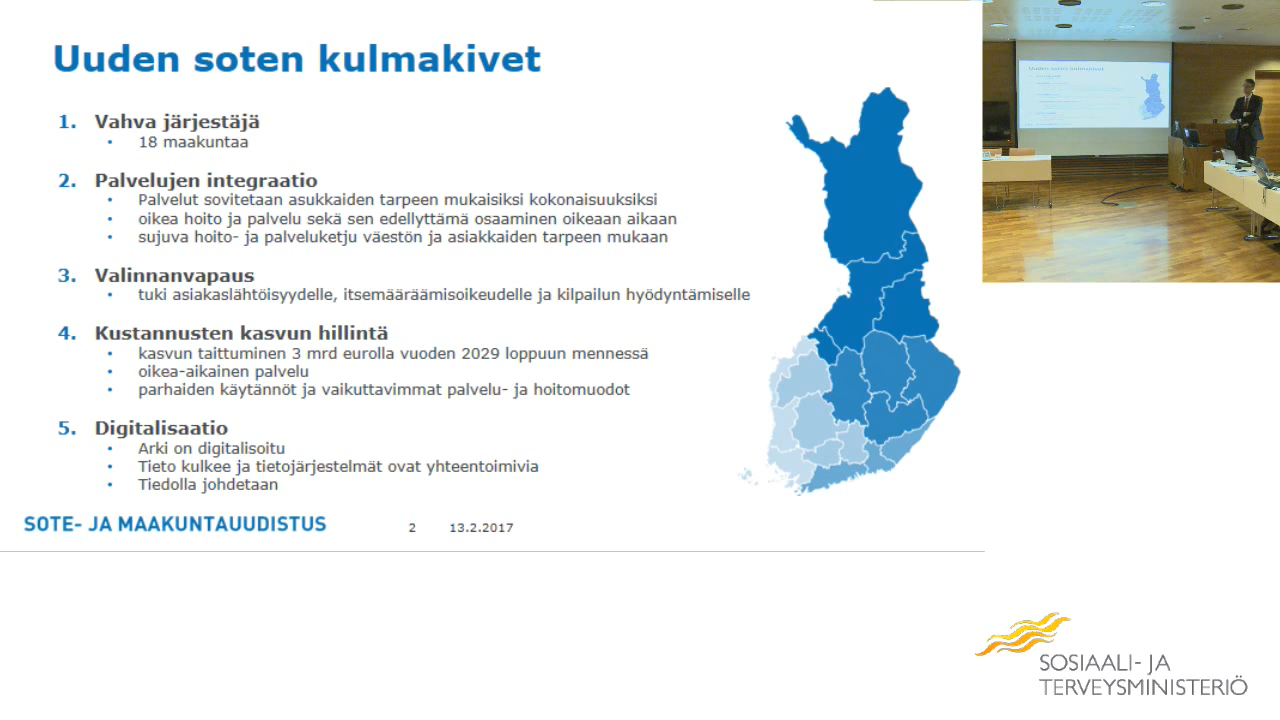 Uuden soten kulmakivet
1. Vahva järjestäjä
• 18 maakuntaa
2. Palvelujen integraatio
• Palvelut sovitetaan asukkaiden tarpeen mukaisiksi kokonaisuuksiksi
• oikea hoito ja palvelu sekä sen edellyttämä osaaminen oikeaan aikaan
• sujuva hoito- ja palveluketju väestön ja asiakkaiden tarpeen mukaan
3. Valinnanvapaus
• tuki asiakaslähtöisyydelle, itsemääräämisoikeudelle ja kilpailun hyödyntämiselle
4. Kustannusten kasvun hillintä
• kasvun taittuminen 3 mrd eurolla vuoden 2029 loppuun mennessä
• oikea-aikainen palvelu
• parhaiden käytännöt ja vaikuttavimmat palvelu- ja hoitomuodot
5. Digitalisaatio
• Arki on digitalisoitu
• Tieto kulkee ja tietojärjestelmät ovat yhteentoimivia
• Tiedolla johdetaan
SOTE- JA MAAKUNTAUUDISTUS 2 13.2.2017
SOSIAALI- JA
TERVEYSMINISTERIÖ